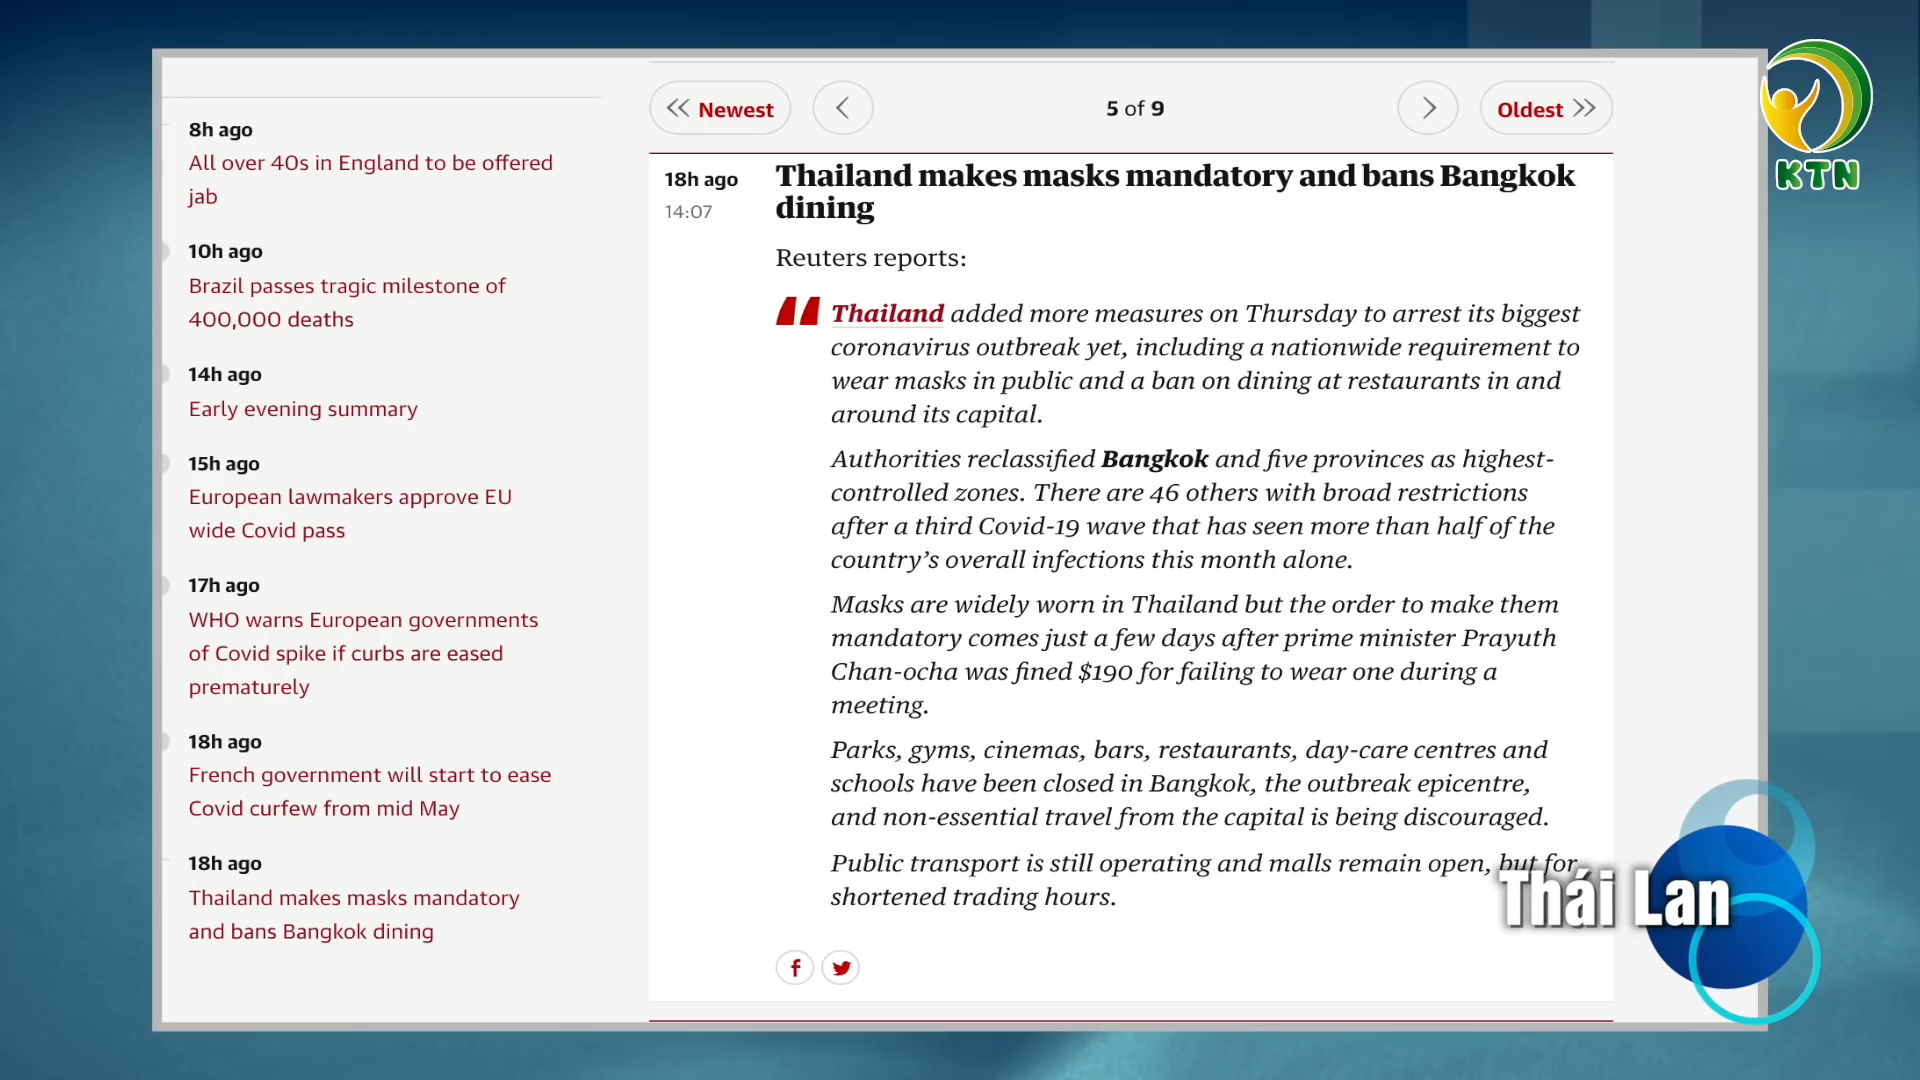 8h ago
All over 40s in England to be offered
jab
10h ago
Brazil passes tragic milestone of
400,000 deaths
14h ago
Early evening summary
15h ago
European lawmakers approve EU
wide Covid pass
17h ago
WHO warns European governments
of Covid spike if curbs are eased
prematurely
18h ago
French government will start to ease
Covid curfew from mid May
18h ago
Thailand makes masks mandatory
and bans Bangkok dining
Newest
5 of 9
Oldest
18h ago
14:07
Thailand makes masks mandatory and bans Bangkok
dining
Reuters reports:
Thailand added more measures on Thursday to arrest its biggest
coronavirus outbreak yet, including a nationwide requirement to
wear masks in public and a ban on dining at restaurants in and
around its capital.
Authorities reclassified Bangkok and five provinces as highest-
controlled zones. There are 46 others with broad restrictions
after a third Covid-19 wave that has seen more than half of the
country’s overall infections this month alone.
Masks are widely worn in Thailand but the order to make them
mandatory comes just a few days after prime minister Prayuth
Chan-ocha was fined $190 for failing to wear one during a
meeting.
Parks, gyms, cinemas, bars, restaurants, day-care centres and
schools have been closed in Bangkok, the outbreak epicentre,
and non-essential travel from the capital is being discouraged.
Public transport is still operating and malls remain open, but for
shortened trading hours.
KTN
Thái Lan